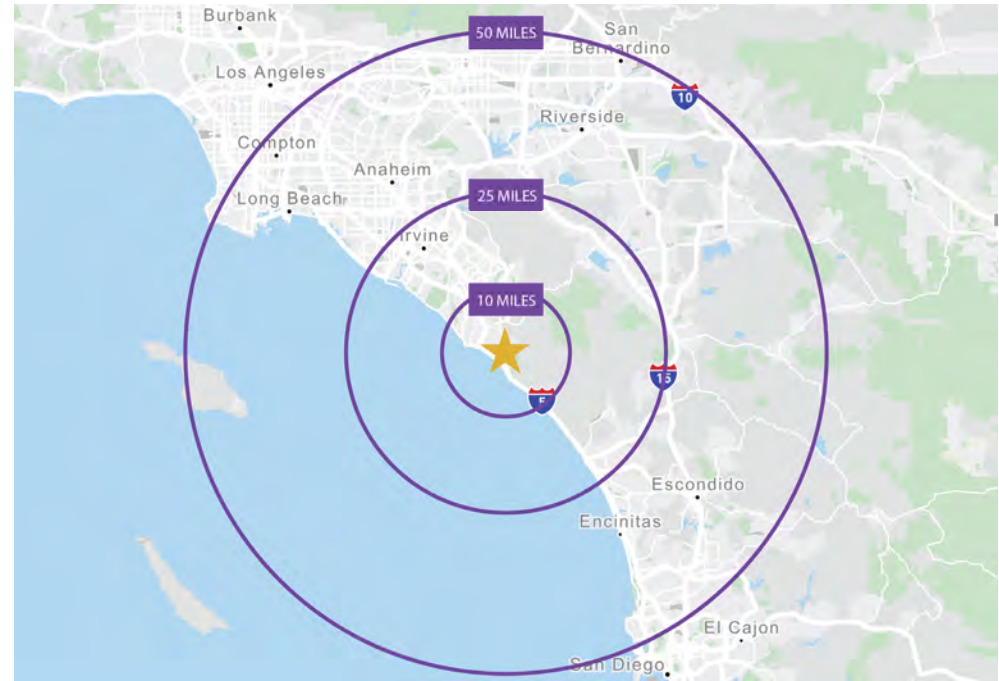 Burbank
50 MILES
San
Bernardino
Los Angeles
10
Riverside
Compton
Anaheim
25 MILES
Long Beach
Irvine
10 MILES
15
5
Escondido
Encinitas
El Cajon
San Diego